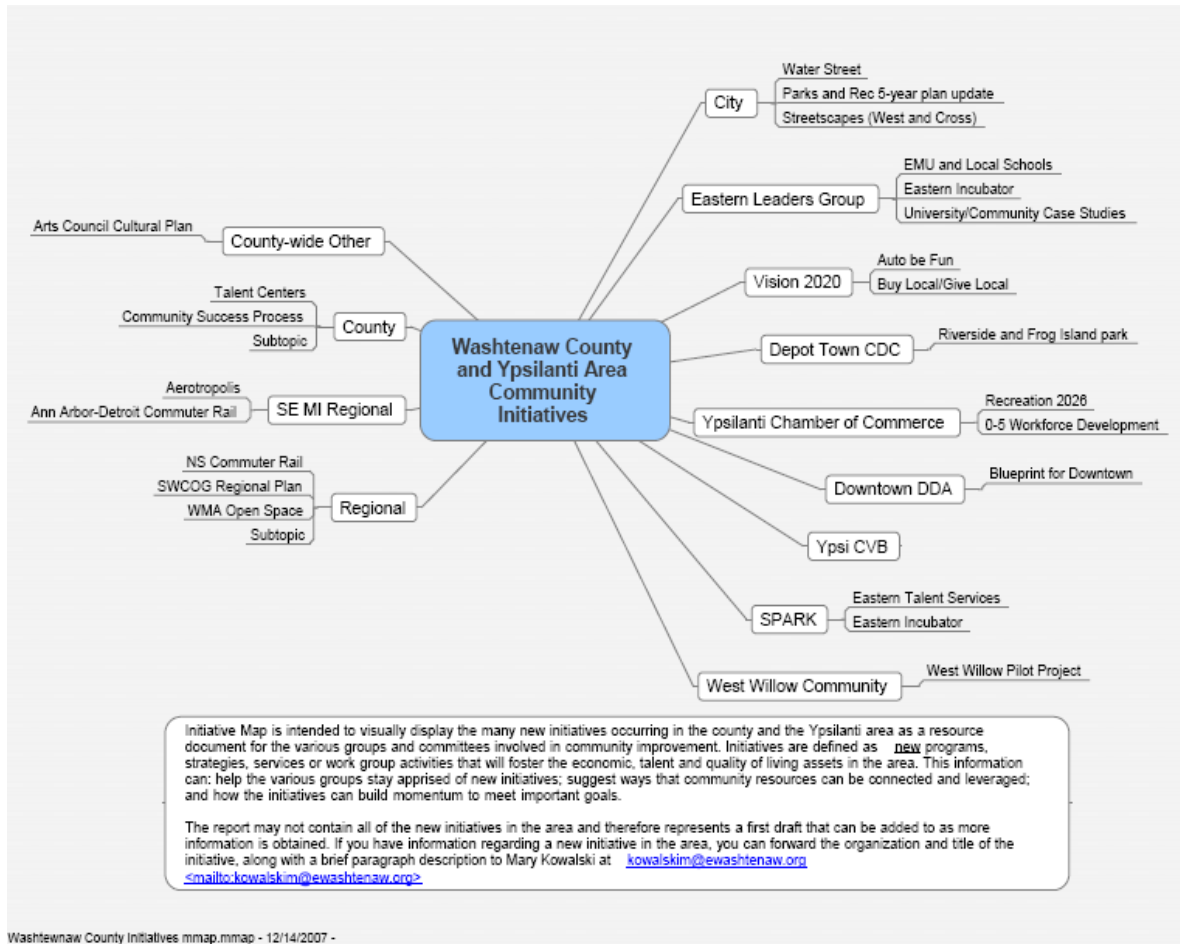 Water Street
City
Parks and Rec 5-year plan update
Streetscapes (West and Cross)
EMU and Local Schools
Eastern Leaders Group
Eastern Incubator
University/Community Case Studies
Arts Council Cultural Plan
County-wide Other
Auto be Fun
Vision 2020
Buy Local/Give Local
Talent Centers
Community Success Process
County
Subtopic
Washtenaw County
and Ypsilanti Area
Community
Initiatives
Riverside and Frog Island park
Depot Town CDC
Aerotropolis
Ann Arbor-Detroit Commuter Rail
SE MI Regional
Recreation 2026
Ypsilanti Chamber of Commerce
0-5 Workforce Development
NS Commuter Rail
SWCOG Regional Plan
WMA Open Space
Regional
Subtopic
Blueprint for Downtown
Downtown DDA
Ypsi CVB
Eastern Talent Services
SPARK
Eastern Incubator
West Willow Pilot Project
West Willow Community
Initiative Map is intended to visually display the many new initiatives occurring in the county and the Ypsilanti area as a resource
document for the various groups and committees involved in community improvement. Initiatives are defined as new programs,
strategies, services or work group activities that will foster the economic, talent and quality of living assets in the area. This information
can: help the various groups stay apprised of new initiatives; suggest ways that community resources can be connected and leveraged;
and how the initiatives can build momentum to meet important goals.
The report may not contain all of the new initiatives in the area and therefore represents a first draft that can be added to as more
information is obtained. If you have information regarding a new initiative in the area, you can forward the organization and title of the
initiative, along with a brief paragraph description to Mary Kowalski at kowalskim@ewashtenaw.org
<mailto:kowalskim@ewashtenaw.org>
Washtewnaw County Initiatives mmap.mmap - 12/14/2007 -